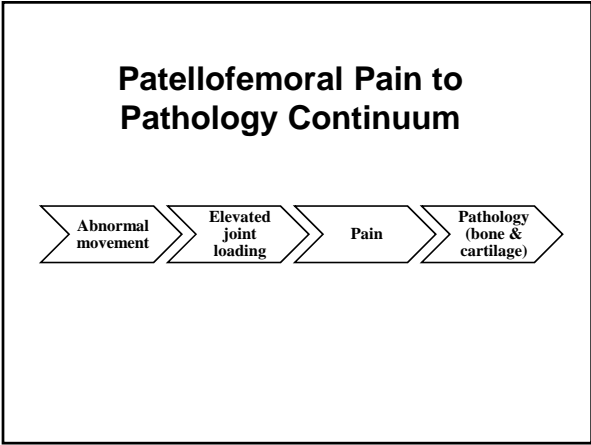 Patellofemoral Pain to
Pathology Continuum
Abnormal
movement
Elevated
joint
loading
Pain
Pathology
(bone &
cartilage)